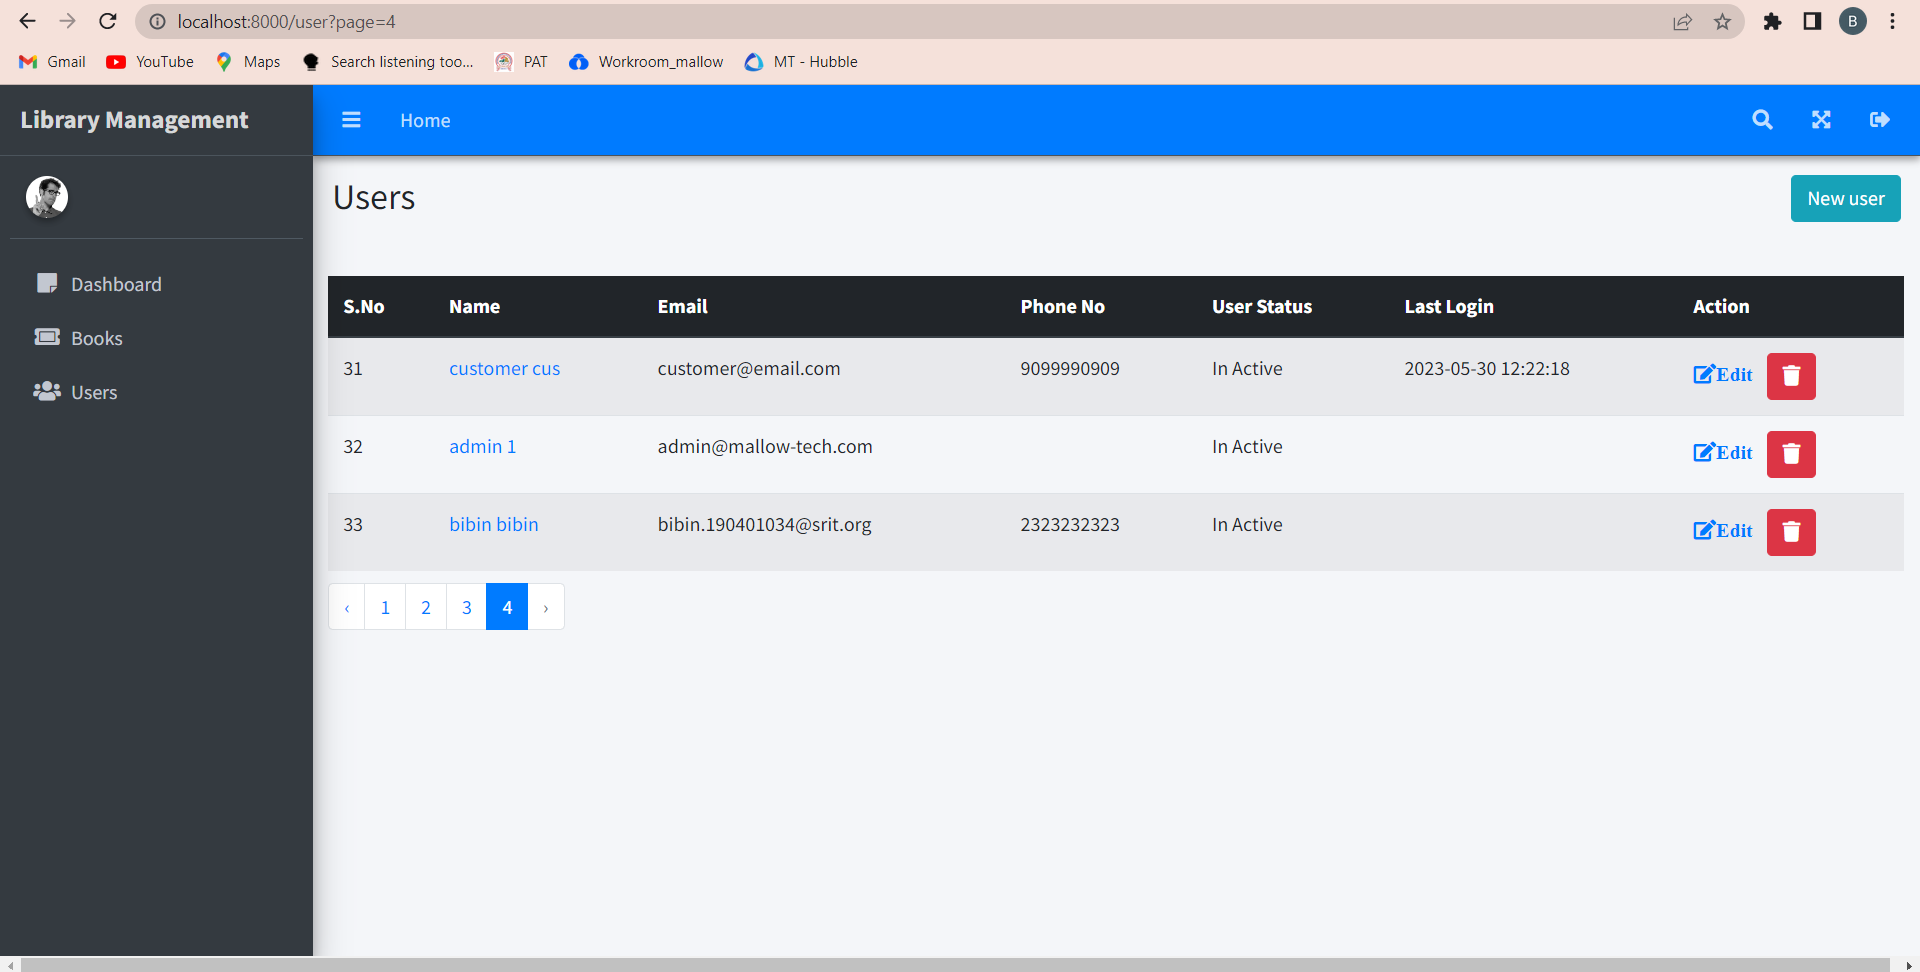 localhost:8000/user?page=4
B
Gmail YouTube Maps Search listening too... PAT Workroom_mallow MT - Hubble
Library Management
Home
Users
New user
Dashboard
Books
Users
S.No Name Email Phone No User Status Last Login Action
31 customer cus customer@email.com 9099990909 In Active 2023-05-30 12:22:18 Edit
32 admin 1 admin@mallow-tech.com In Active Edit
33 bibin bibin bibin.190401034@srit.org 2323232323 In Active Edit
‹ 1 2 3 4 ›